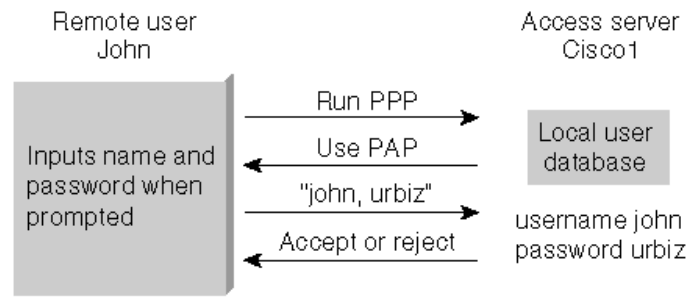 Remote user
John
Access server
Cisco1
Run PPP
Use PAP
"john, urbiz"
Accept or reject
Inputs name and
password when
prompted
Local user
database
username john
password urbiz